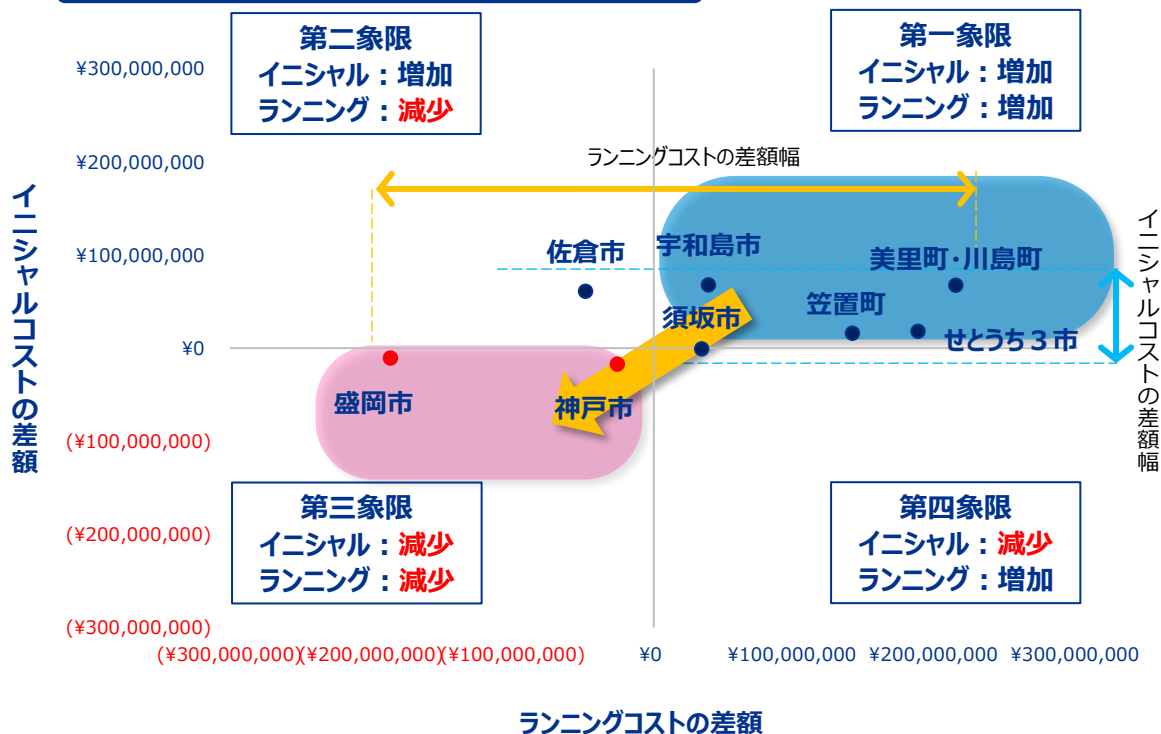 第二象限
イニシャル：増加
ランニング：減少
第一象限
イニシャル：増加
ランニング：増加
¥300,000,000
¥200,000,000
¥100,000,000
¥0
(¥100,000,000)
(¥200,000,000)
(¥300,000,000)
イニシャルコストの差額
ランニングコストの差額幅
イニシャルコストの差額幅
佐倉市
宇和島市
美里町・川島町
笠置町
須坂市
せとうち３市
盛岡市
神戸市
第三象限
イニシャル：減少
ランニング：減少
第四象限
イニシャル：減少
ランニング：増加
(¥300,000,000)
(¥200,000,000)
(¥100,000,000)
¥0
¥100,000,000
¥200,000,000
¥300,000,000
ランニングコストの差額